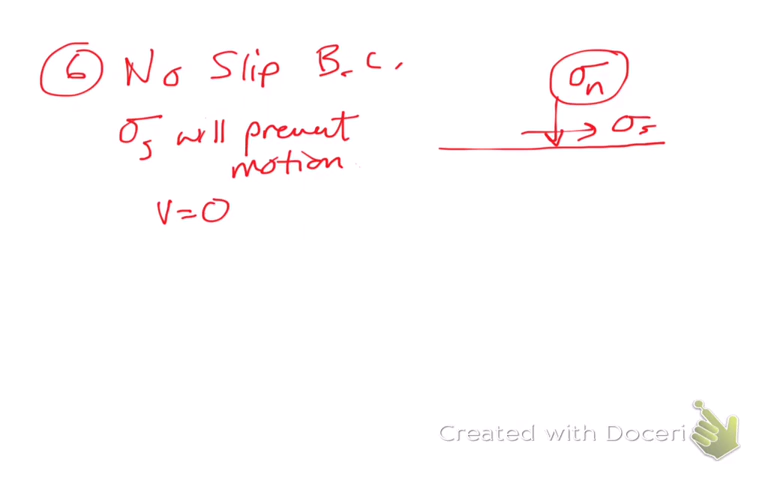 6 No Slip B.C.
σn
σs will prevent
σs
motion
v=0
Created with Doceri